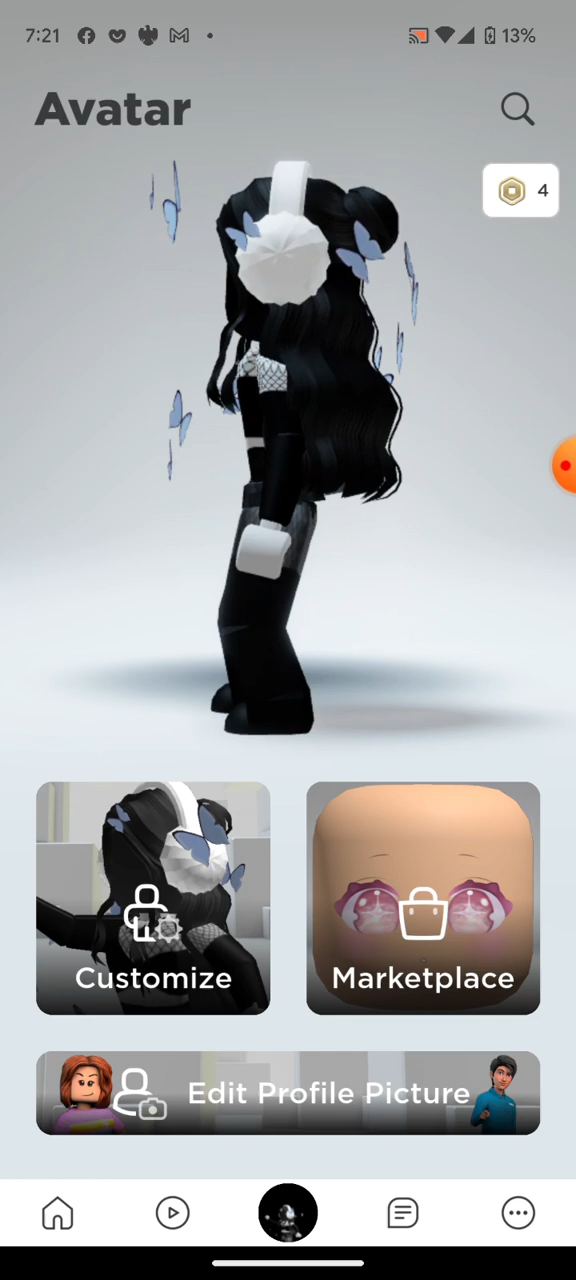 7:21 13%
Avatar
4
Customize
Marketplace
Edit Profile Picture